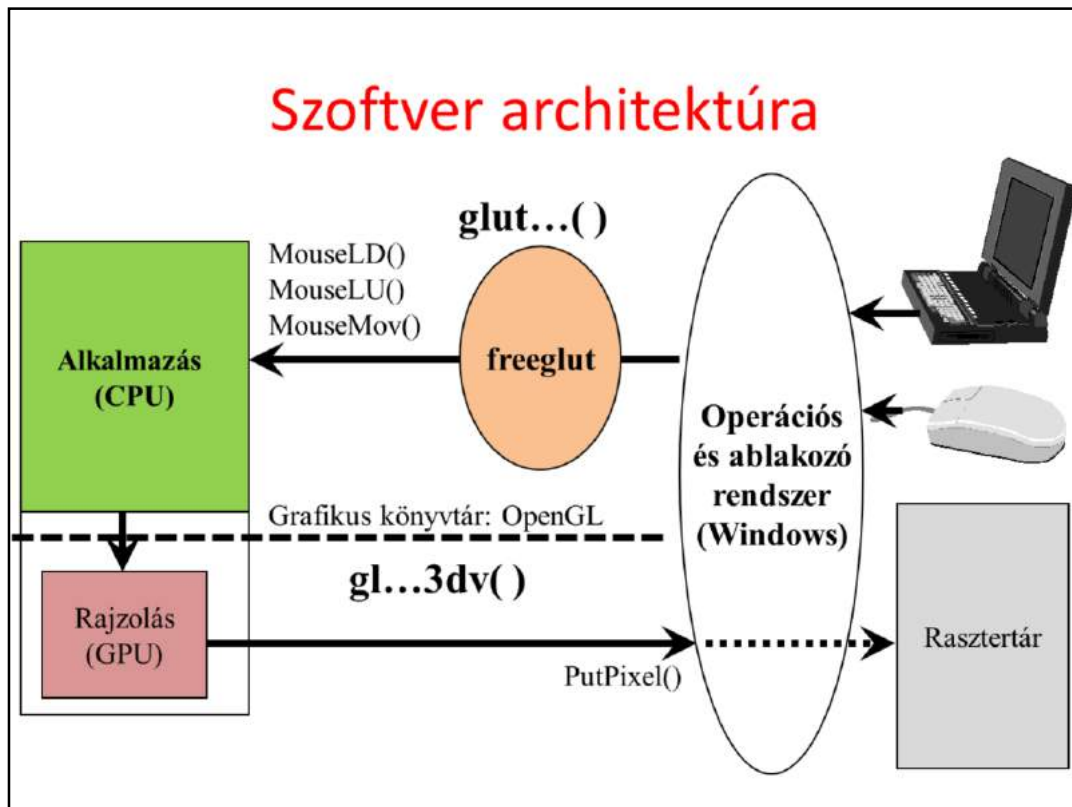 Szoftver architektúra
glut…( )
MouseLD()
MouseLU()
MouseMov()
Alkalmazás
(CPU)
freeglut
Operációs
és ablakozó
rendszer
(Windows)
Grafikus könyvtár: OpenGL
gl…3dv( )
Rajzolás
(GPU)
PutPixel()
Rasztertár